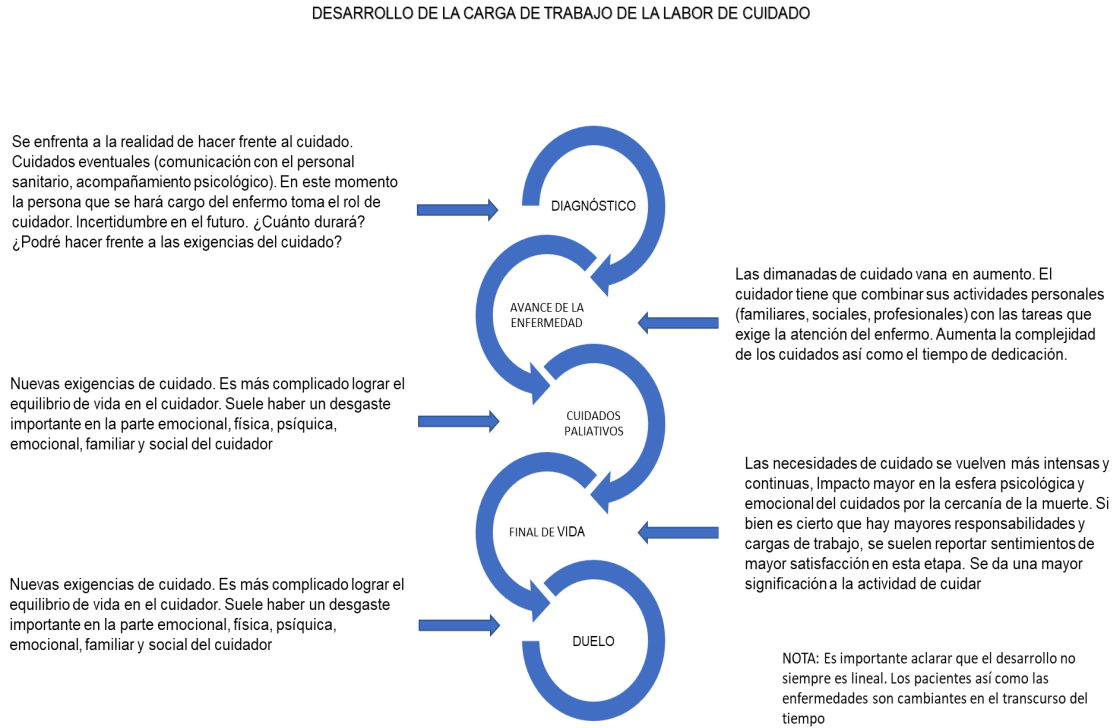 DESARROLLO DE LA CARGA DE TRABAJO DE LA LABOR DE CUIDADO
Se enfrenta a la realidad de hacer frente al cuidado.
Cuidados eventuales (comunicación con el personal
sanitario, acompañamiento psicológico). En este momento
la persona que se hará cargo del enfermo toma el rol de
cuidador. Incertidumbre en el futuro. ¿Cuánto durará?
¿Podré hacer frente a las exigencias del cuidado?
DIAGNÓSTICO
AVANCE DE LA
ENFERMEDAD
Las dimanadas de cuidado vana en aumento. El
cuidador tiene que combinar sus actividades personales
(familiares, sociales, profesionales) con las tareas que
exige la atención del enfermo. Aumenta la complejidad
de los cuidados así como el tiempo de dedicación.
Nuevas exigencias de cuidado. Es más complicado lograr el
equilibrio de vida en el cuidador. Suele haber un desgaste
importante en la parte emocional, física, psíquica,
emocional, familiar y social del cuidador
CUIDADOS
PALIATIVOS
FINAL DE VIDA
Las necesidades de cuidado se vuelven más intensas y
continuas, Impacto mayor en la esfera psicológica y
emocional del cuidados por la cercanía de la muerte. Si
bien es cierto que hay mayores responsabilidades y
cargas de trabajo, se suelen reportar sentimientos de
mayor satisfacción en esta etapa. Se da una mayor
significación a la actividad de cuidar
Nuevas exigencias de cuidado. Es más complicado lograr el
equilibrio de vida en el cuidador. Suele haber un desgaste
importante en la parte emocional, física, psíquica,
emocional, familiar y social del cuidador
DUELO
NOTA: Es importante aclarar que el desarrollo no
siempre es lineal. Los pacientes así como las
enfermedades son cambiantes en el transcurso del
tiempo